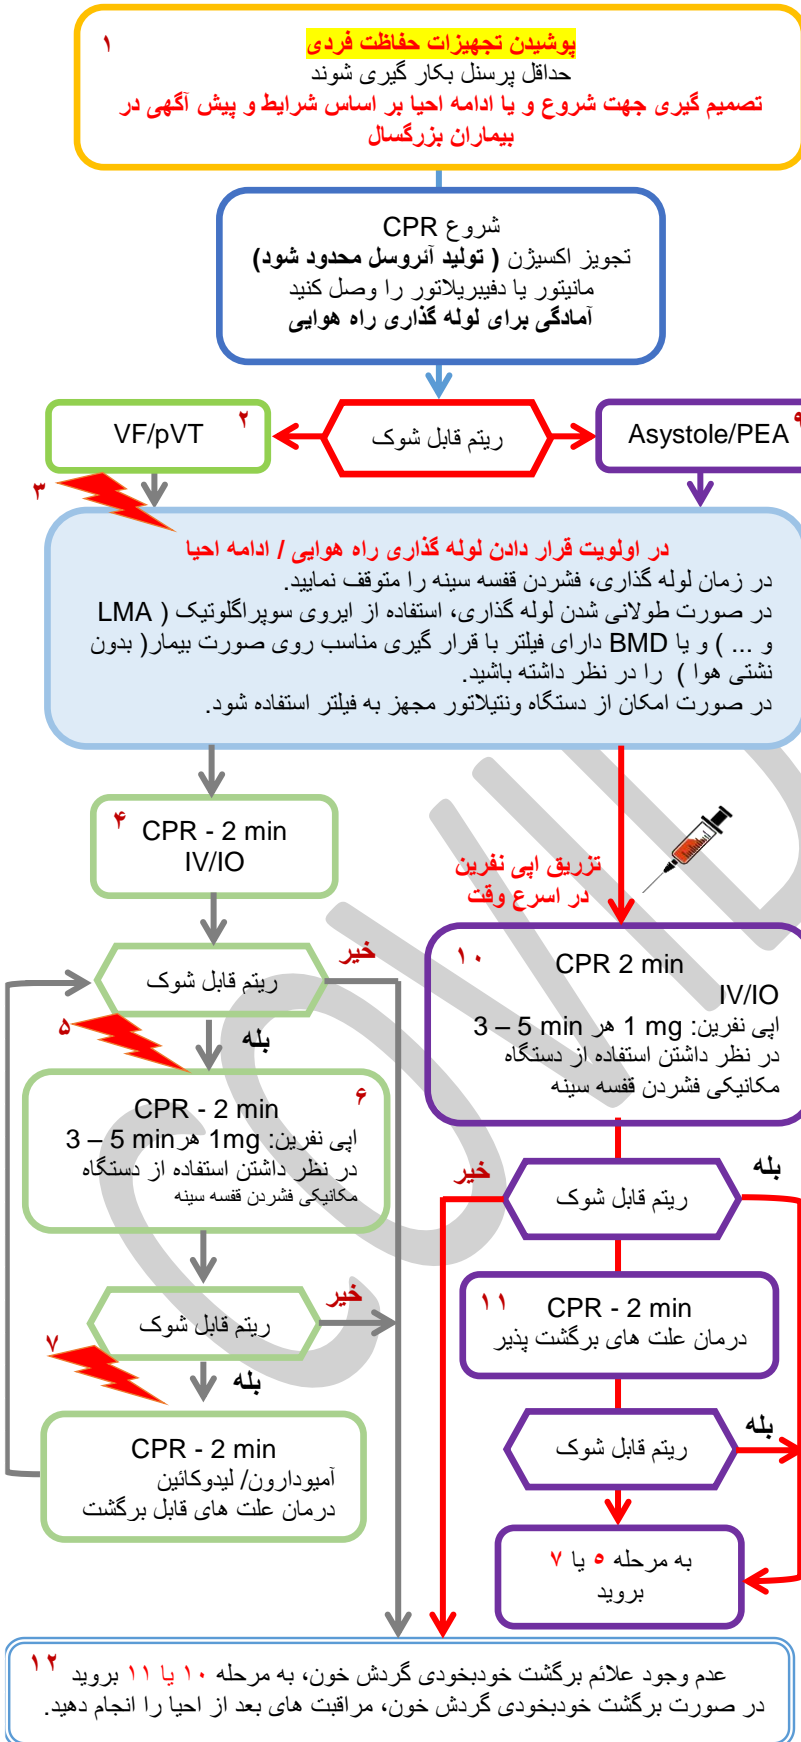 ۱
پوشیدن تجهیزات حفاظت فردی
حداقل پرسنل بکار گیری شوند
تصمیم گیری جهت شروع و یا ادامه احیا بر اساس شرایط و پیش آگهی در
بیماران بزرگسال
شروع CPR
تجویز اکسیژن ( تولید آئروسل محدود شود)
مانیتور یا دفیبریلاتور را وصل کنید
آمادگی برای لوله گذاری راه هوایی
۲
VF/pVT
ریتم قابل شوک
۹
Asystole/PEA
۳
در اولویت قرار دادن لوله گذاری راه هوایی / ادامه احیا
در زمان لوله گذاری، فشردن قفسه سینه را متوقف نمایید.
در صورت طولانی شدن لوله گذاری، استفاده از ایروی سوپراگلوتیک ( LMA
و ... ) و یا BMD دارای فیلتر با قرار گیری مناسب روی صورت بیمار( بدون
نشتی هوا ) را در نظر داشته باشید.
در صورت امکان از دستگاه ونتیلاتور مجهز به فیلتر استفاده شود.
۴
CPR - 2 min
IV/IO
ریتم قابل شوک
خیر
بله
۵
۶
CPR - 2 min
اپی نفرین: 1mg هر 3 – 5 min
در نظر داشتن استفاده از دستگاه
مکانیکی فشردن قفسه سینه
ریتم قابل شوک
خیر
بله
۷
CPR - 2 min
آمیودارون/ لیدوکائین
درمان علت های قابل برگشت
تزریق اپی نفرین
در اسرع وقت
۱۰
CPR 2 min
IV/IO
اپی نفرین: 1 mg هر 3 – 5 min
در نظر داشتن استفاده از دستگاه
مکانیکی فشردن قفسه سینه
خیر
ریتم قابل شوک
بله
۱۱
CPR - 2 min
درمان علت های برگشت پذیر
ریتم قابل شوک
بله
به مرحله ۵ یا ۷
بروید
۱۲
عدم وجود علائم برگشت خودبخودی گردش خون، به مرحله ۱۰ یا ۱۱ بروید
در صورت برگشت خودبخودی گردش خون، مراقبت های بعد از احیا را انجام دهید.
COVID